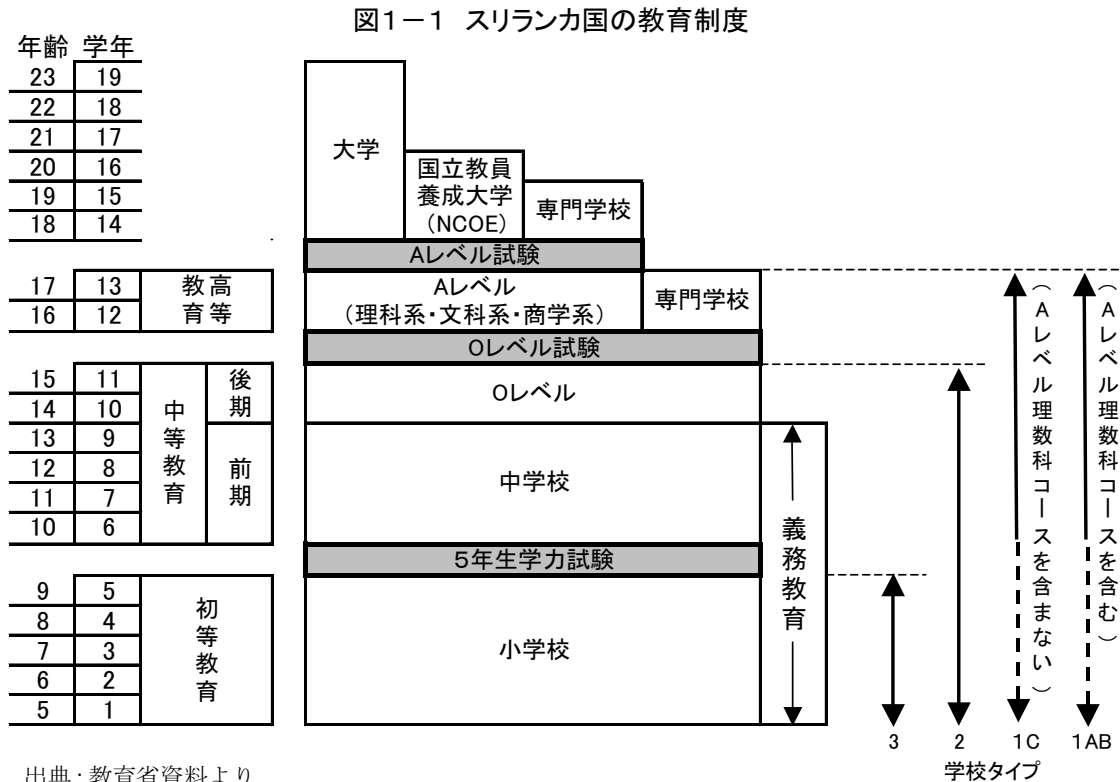 図1－1 スリランカ国の教育制度
年齢 学年
23 19
22 18
21 17
20 16
19 15
18 14
17 13
16 12
教育
高等
15 11
14 10
13 9
12 8
11 7
10 6
中等教育
後期
前期
9 5
8 4
7 3
6 2
5 1
初等教育
大学
国立教員
養成大学
(NCOE)
専門学校
Aレベル試験
Aレベル
(理科系・文科系・商学系)
専門学校
Oレベル試験
Oレベル
中学校
5年生学力試験
小学校
義務教育
(Aレベル理数科コースを含まない)
(Aレベル理数科コースを含む)
3 2 1C 1AB
学校タイプ
出典：教育省資料より